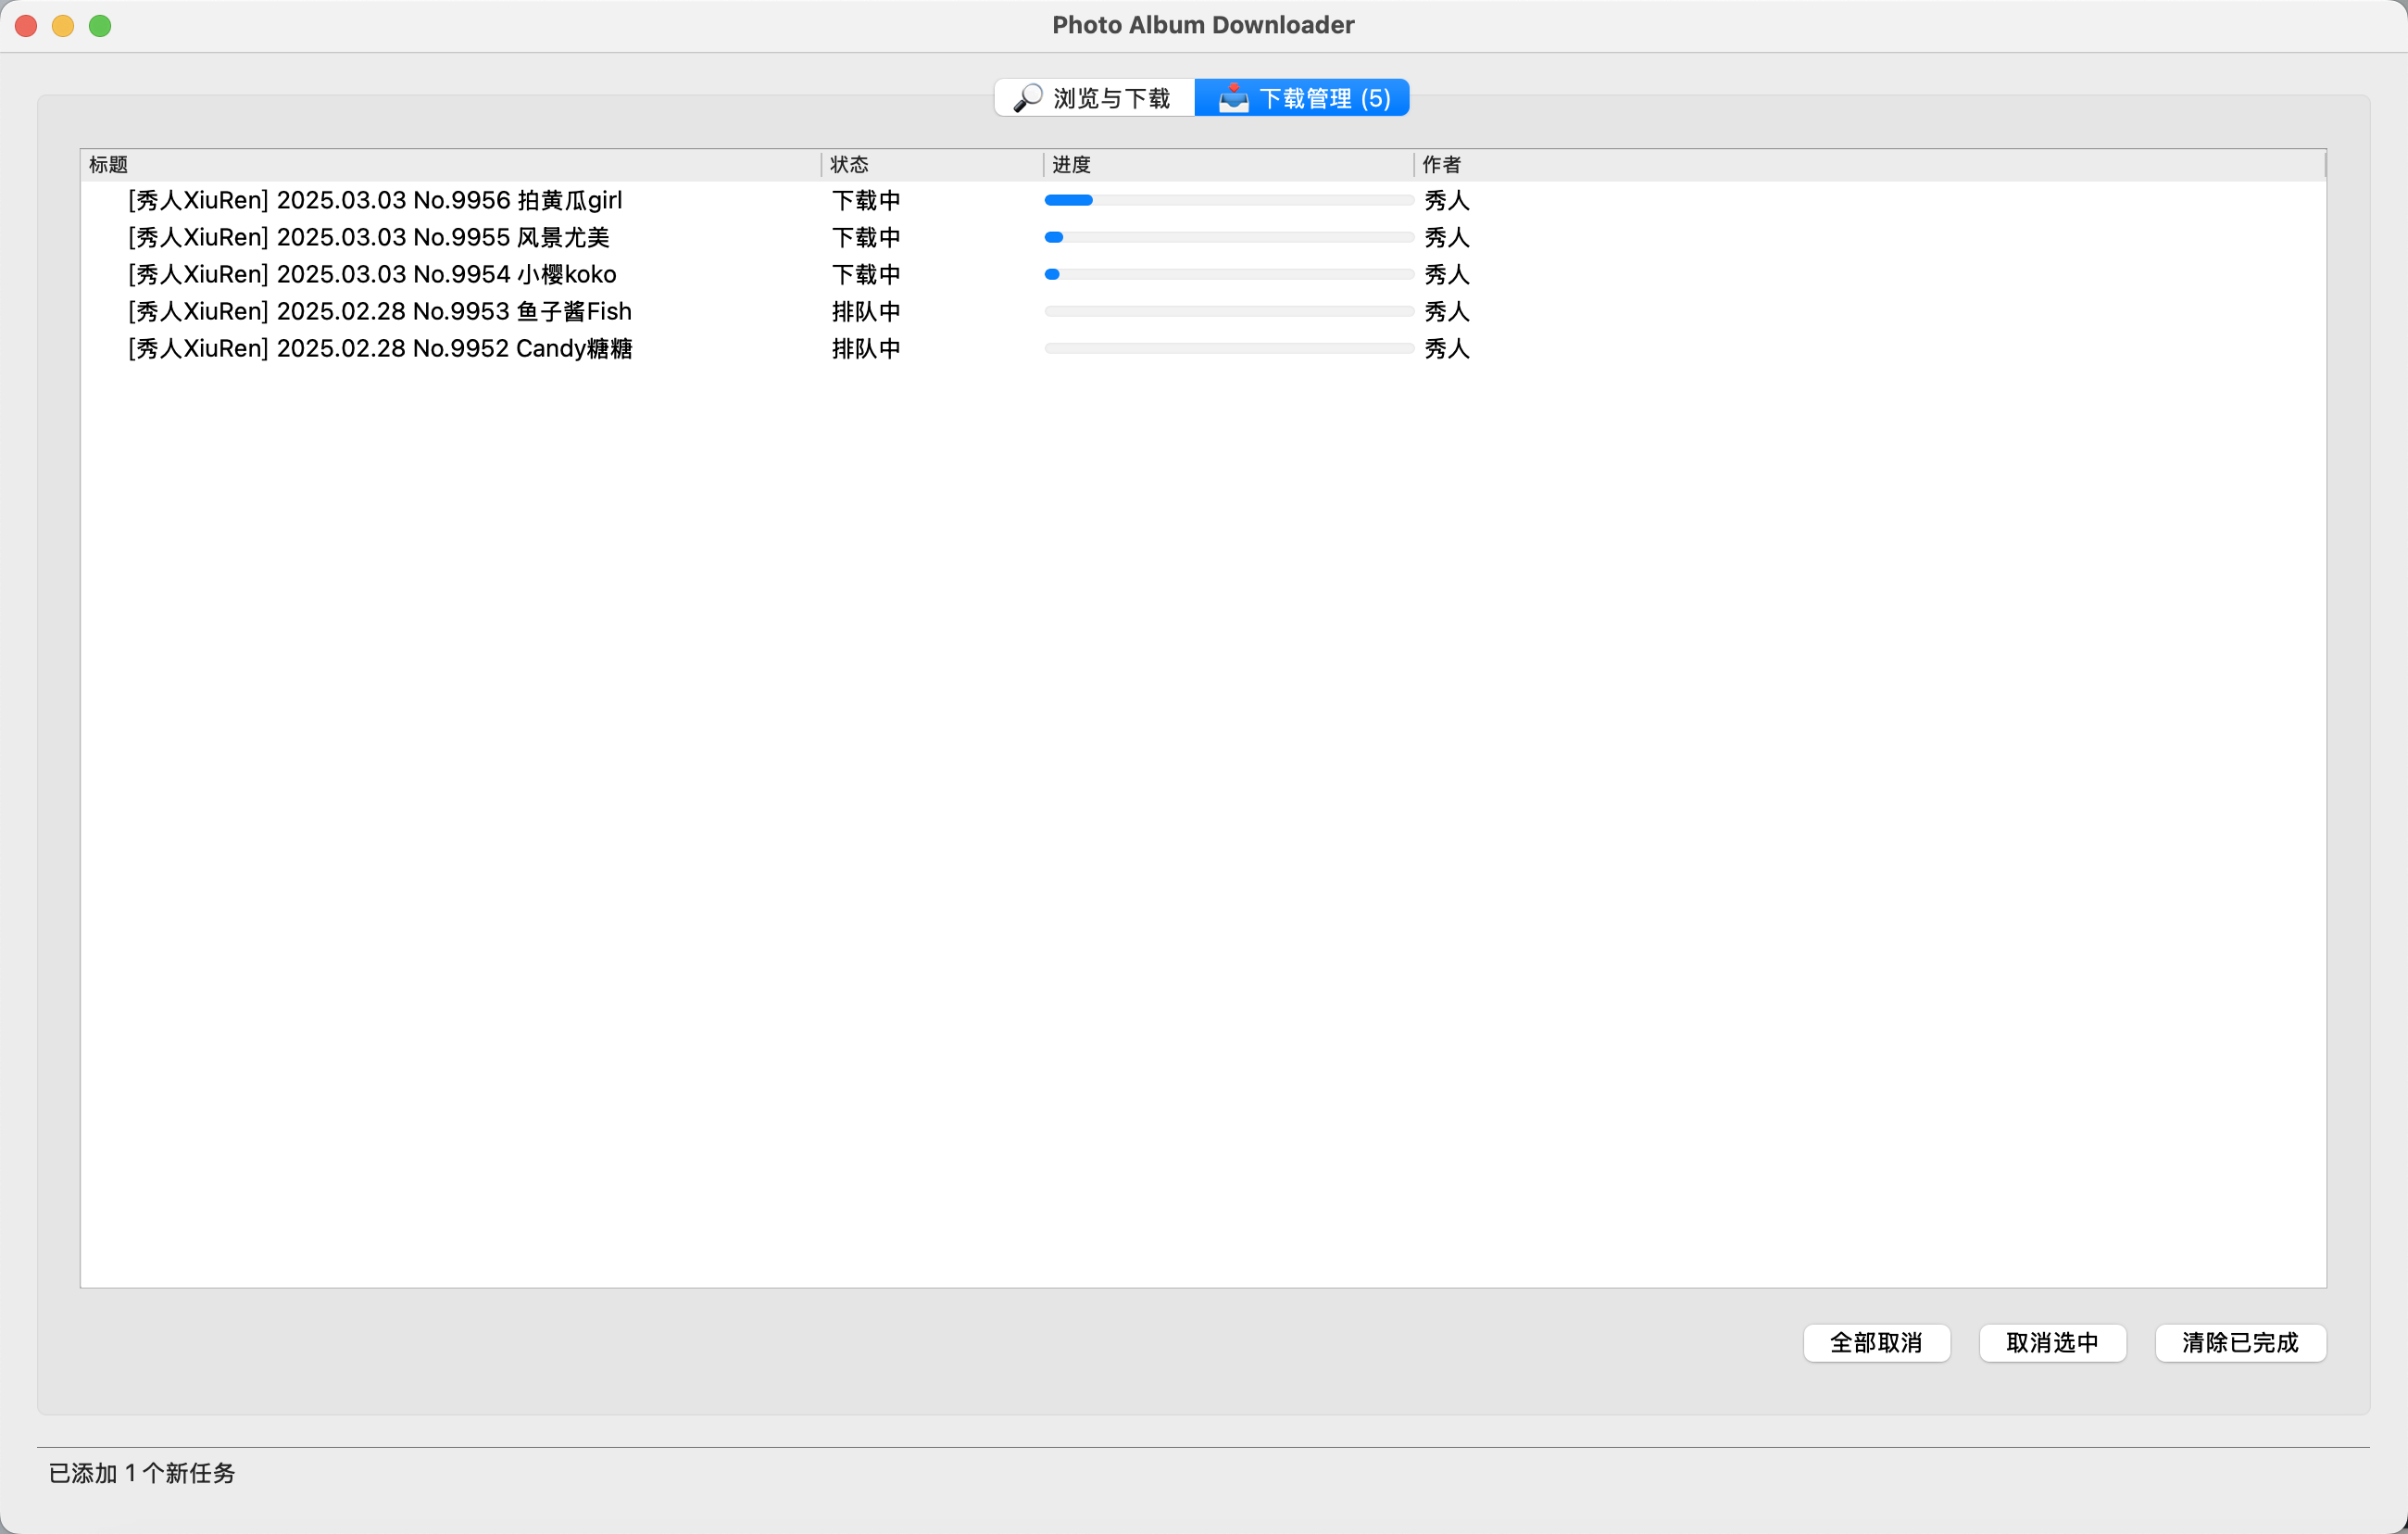 Photo Album Downloader
浏览与下载 下载管理 (5)
标题 状态 进度 作者
[秀人XiuRen] 2025.03.03 No.9956 拍黄瓜girl 下载中 秀人
[秀人XiuRen] 2025.03.03 No.9955 风景尤美 下载中 秀人
[秀人XiuRen] 2025.03.03 No.9954 小樱koko 下载中 秀人
[秀人XiuRen] 2025.02.28 No.9953 鱼子酱Fish 排队中 秀人
[秀人XiuRen] 2025.02.28 No.9952 Candy糖糖 排队中 秀人
全部取消 取消选中 清除已完成
已添加 1 个新任务